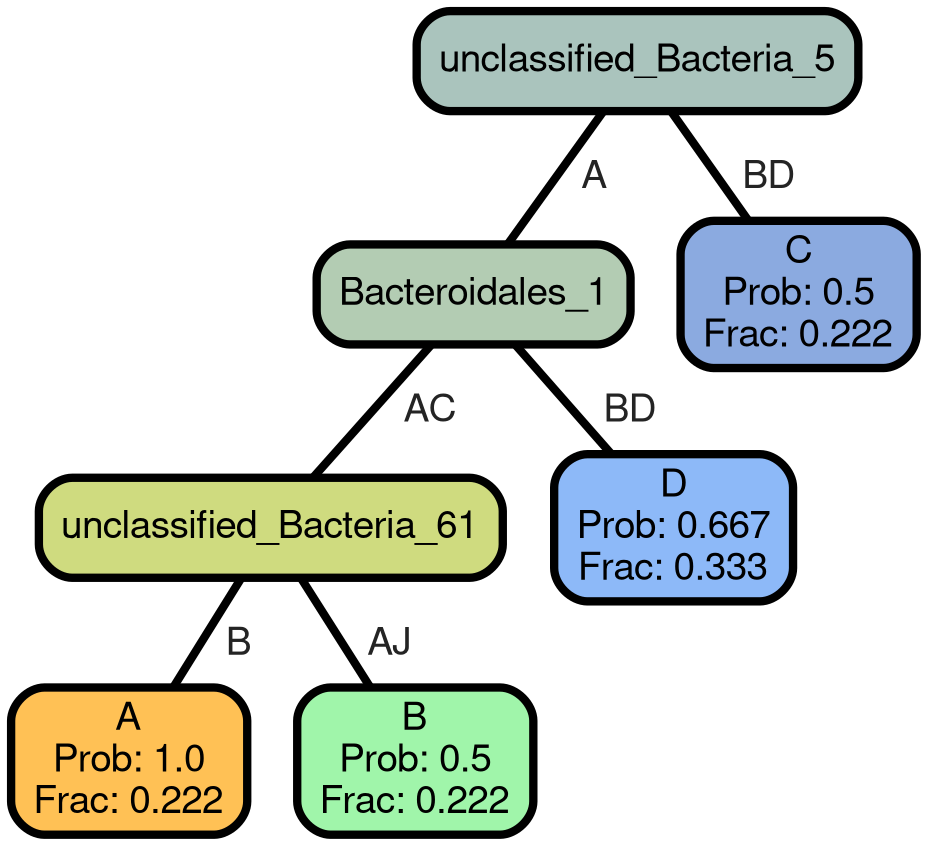 unclassified_Bacteria_5
A
BD
Bacteroidales_1
C
Prob: 0.5
Frac: 0.222
AC
BD
unclassified_Bacteria_61
D
Prob: 0.667
Frac: 0.333
B
AJ
A
Prob: 1.0
Frac: 0.222
B
Prob: 0.5
Frac: 0.222